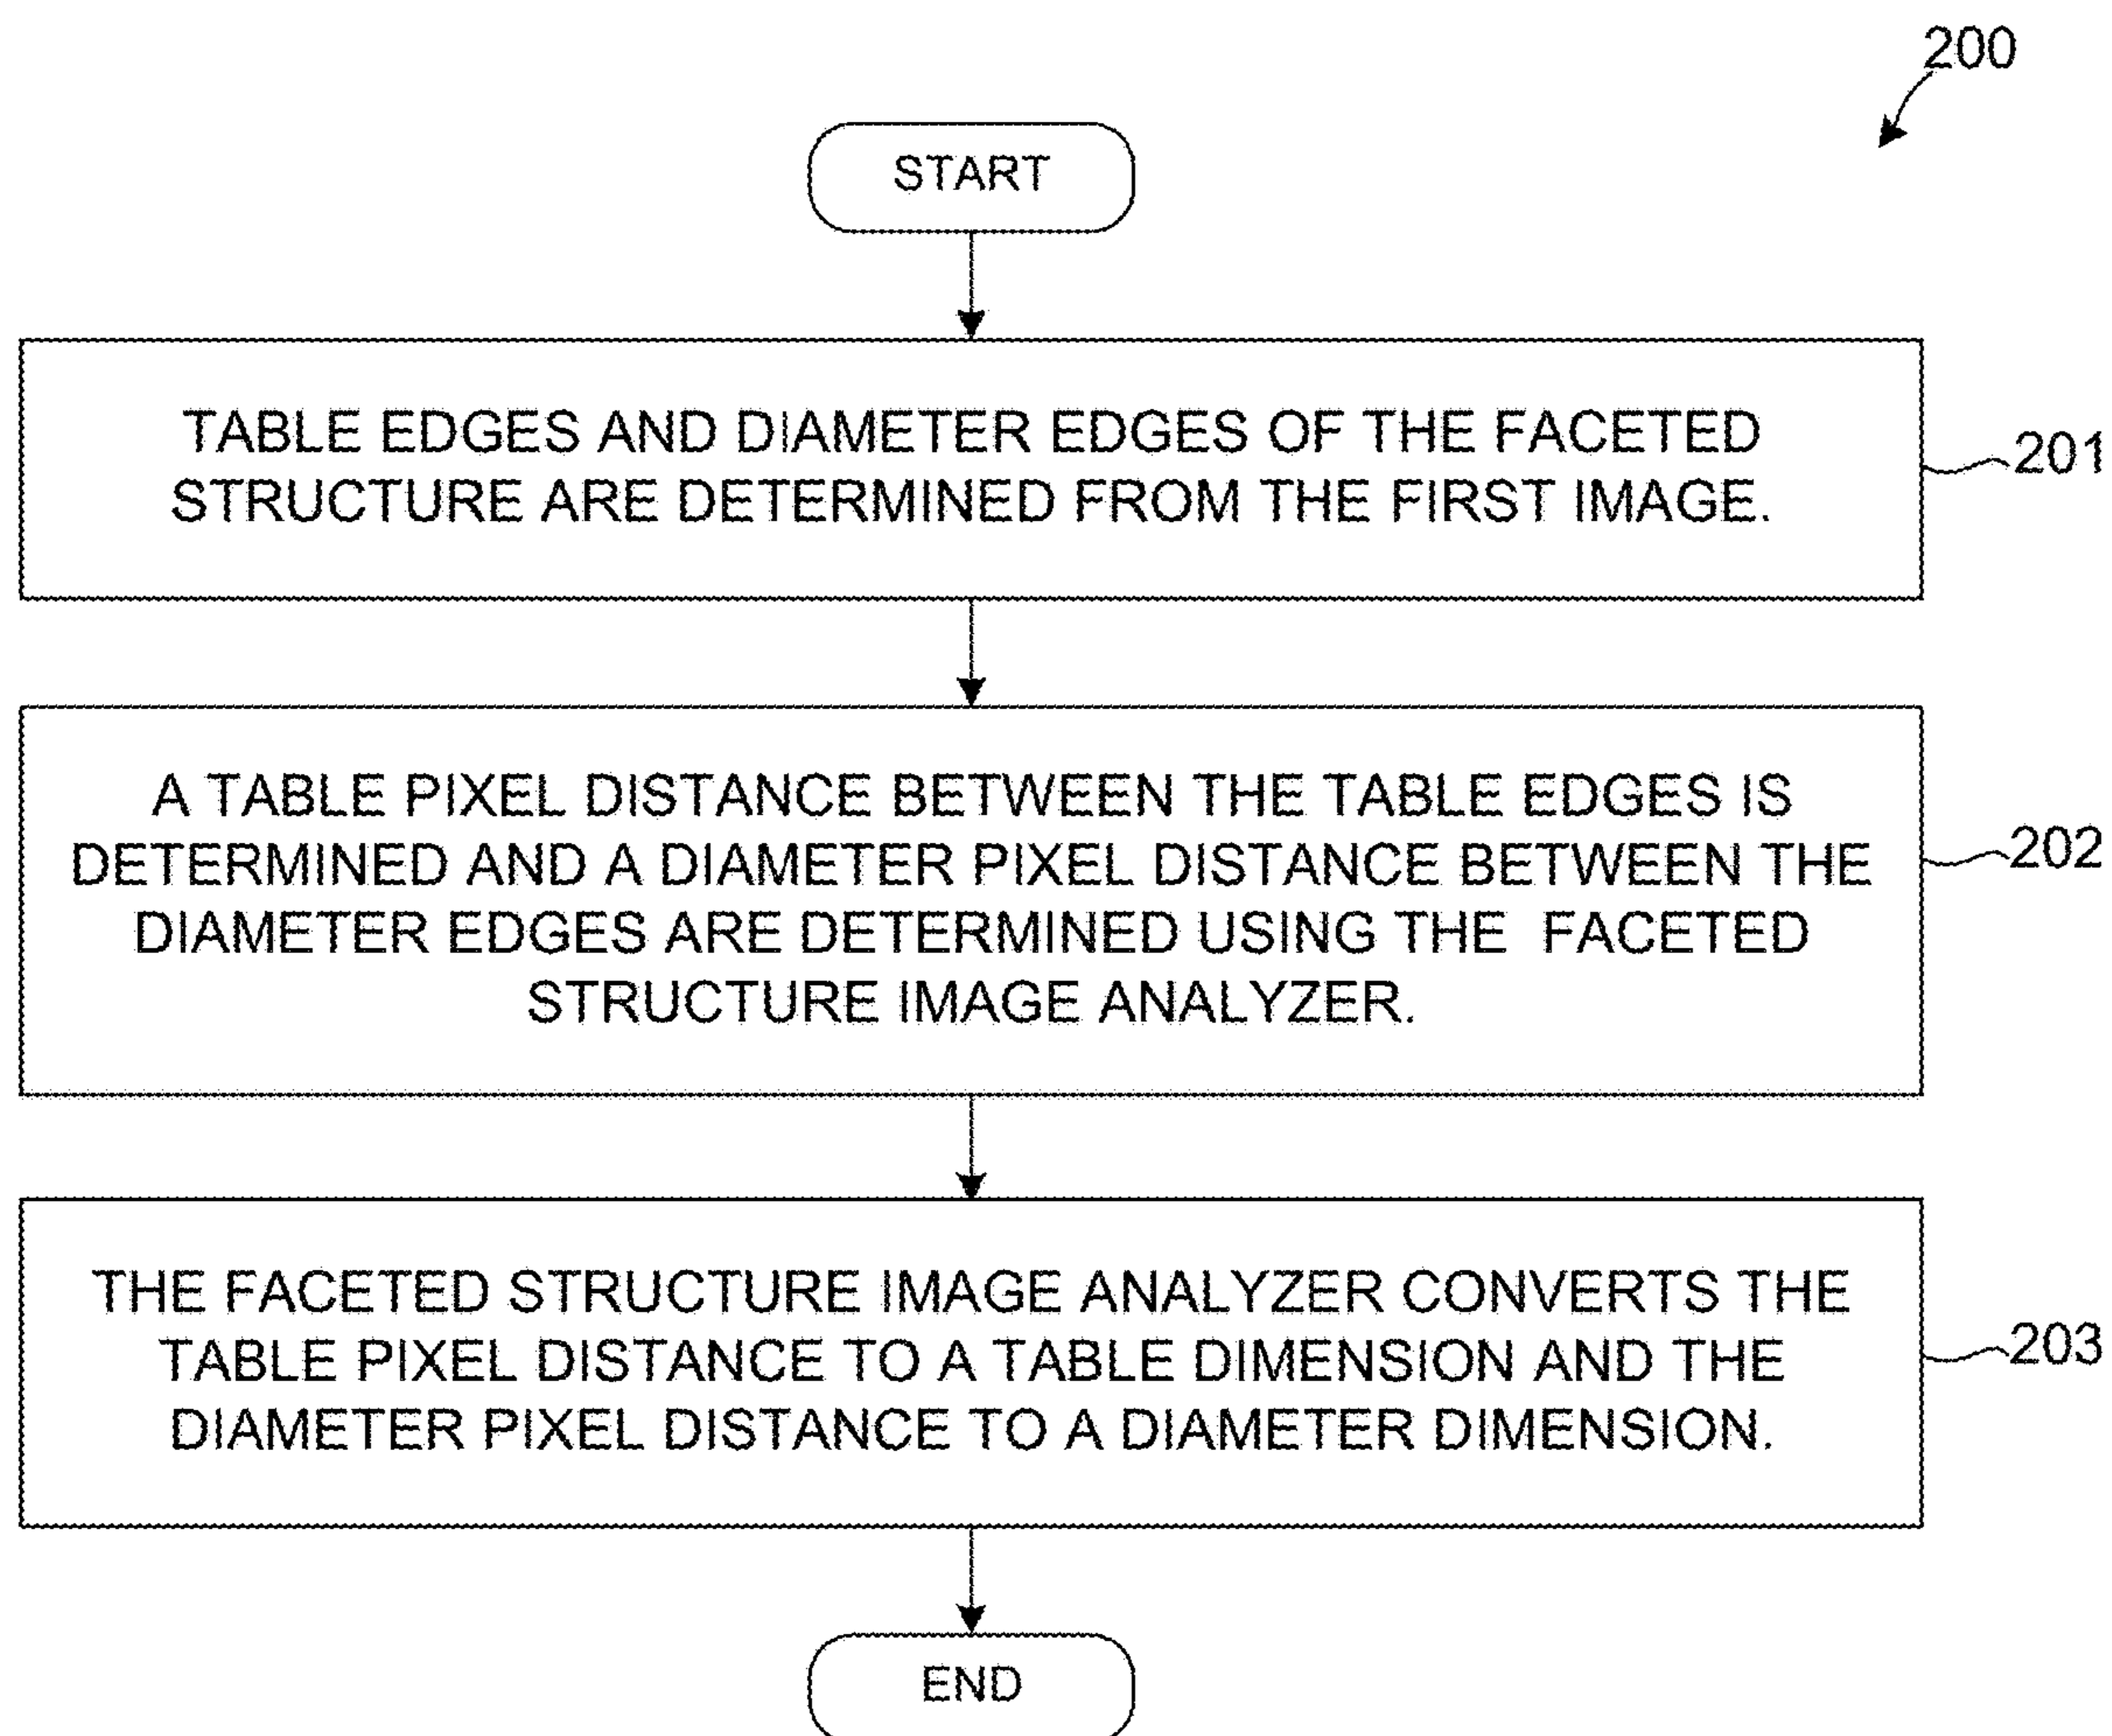 200
START
TABLE EDGES AND DIAMETER EDGES OF THE FACETED
STRUCTURE ARE DETERMINED FROM THE FIRST IMAGE.
201
A TABLE PIXEL DISTANCE BETWEEN THE TABLE EDGES IS
DETERMINED AND A DIAMETER PIXEL DISTANCE BETWEEN THE
DIAMETER EDGES ARE DETERMINED USING THE FACETED
STRUCTURE IMAGE ANALYZER.
202
THE FACETED STRUCTURE IMAGE ANALYZER CONVERTS THE
TABLE PIXEL DISTANCE TO A TABLE DIMENSION AND THE
DIAMETER PIXEL DISTANCE TO A DIAMETER DIMENSION.
203
END